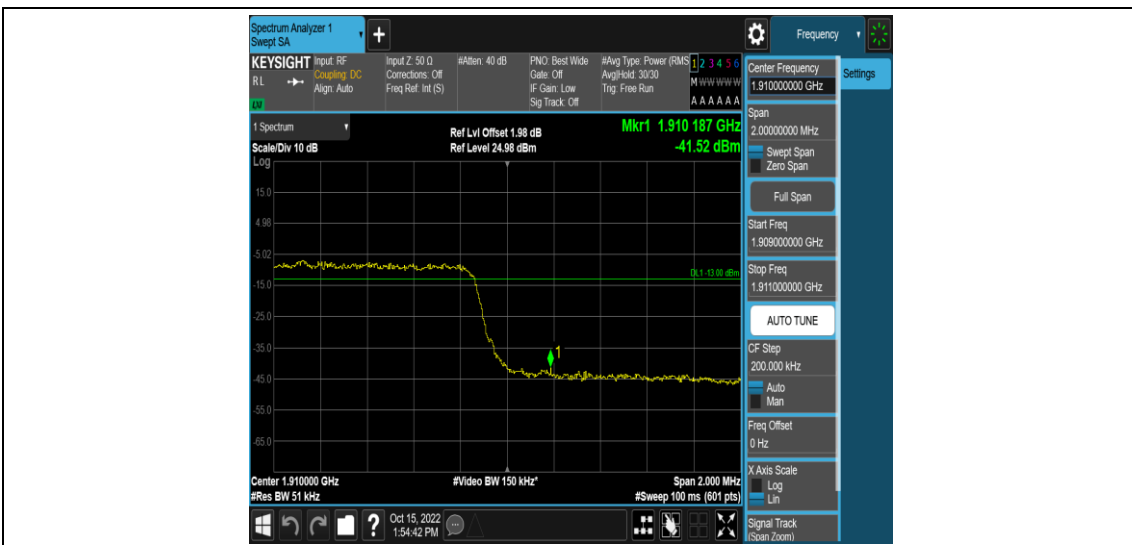 Spectrum Analyzer 1
Swept SA
+
Frequency
KEYSIGHT
RL
LXI
Input: RF
Coupling: DC
Align: Auto
Input Z: 50 Ω
Corrections: Off
Freq Ref: Int (S)
#Atten: 40 dB
PNO: Best Wide
Gate: Off
IF Gain: Low
Sig Track: Off
#Avg Type: Power (RMS
Avg|Hold: 30/30
Trig: Free Run
1 2 3 4 5 6
M W W W W W
A A A A A A
1 Spectrum
Scale/Div 10 dB
Log
Ref Lvl Offset 1.98 dB
Ref Level 24.98 dBm
Mkr1 1.910 187 GHz
-41.52 dBm
15.0
4.98
-5.02
-15.0
-25.0
-35.0
-45.0
-55.0
-65.0
DL1 -13.00 dBm
1
Center 1.910000 GHz
#Res BW 51 kHz
#Video BW 150 kHz*
Span 2.000 MHz
#Sweep 100 ms (601 pts)
Center Frequency
1.910000000 GHz
Settings
Span
2.00000000 MHz
Swept Span
Zero Span
Full Span
Start Freq
1.909000000 GHz
Stop Freq
1.911000000 GHz
AUTO TUNE
CF Step
200.000 kHz
Auto
Man
Freq Offset
0 Hz
X Axis Scale
Log
Lin
Signal Track
(Span Zoom)
?
Oct 15, 2022
1:54:42 PM